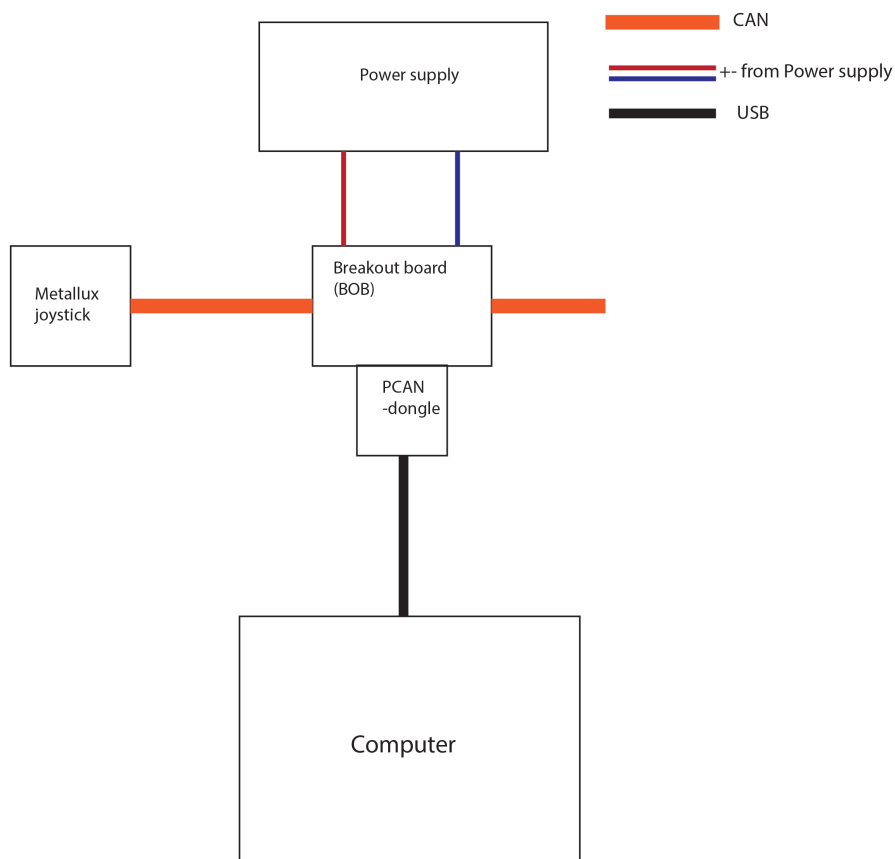 CAN
Power supply
+- from Power supply
USB
Breakout board
(BOB)
Metallux
joystick
PCAN
-dongle
Computer